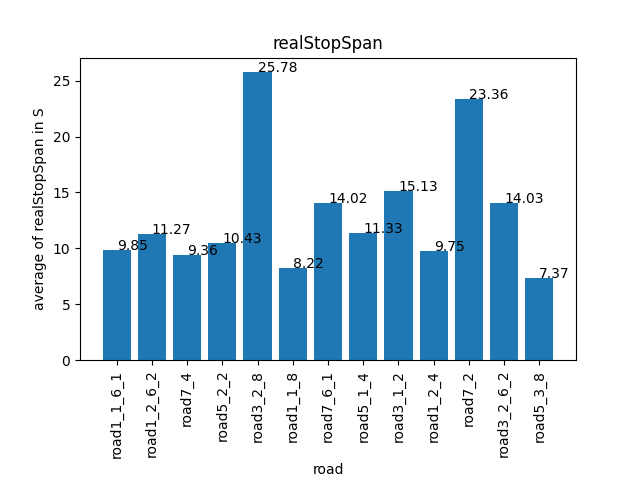 realStopSpan
average of realStopSpan in S
25
20
15
10
5
0
9.85
11.27
9.36
10.43
25.78
8.22
14.02
11.33
15.13
9.75
23.36
14.03
7.37
road1_1_6_1
road1_2_6_2
road7_4
road5_2_2
road3_2_8
road1_1_8
road7_6_1
road5_1_4
road3_1_2
road1_2_4
road7_2
road3_2_6_2
road5_3_8
road